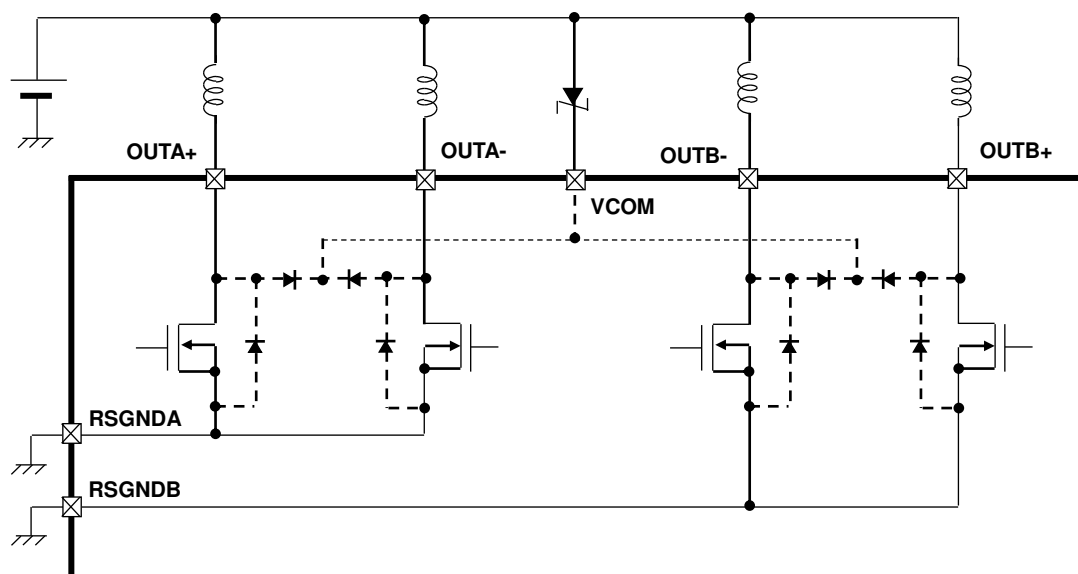 OUTA+
OUTA-
OUTB-
OUTB+
VCOM
RSGNDA
RSGNDB